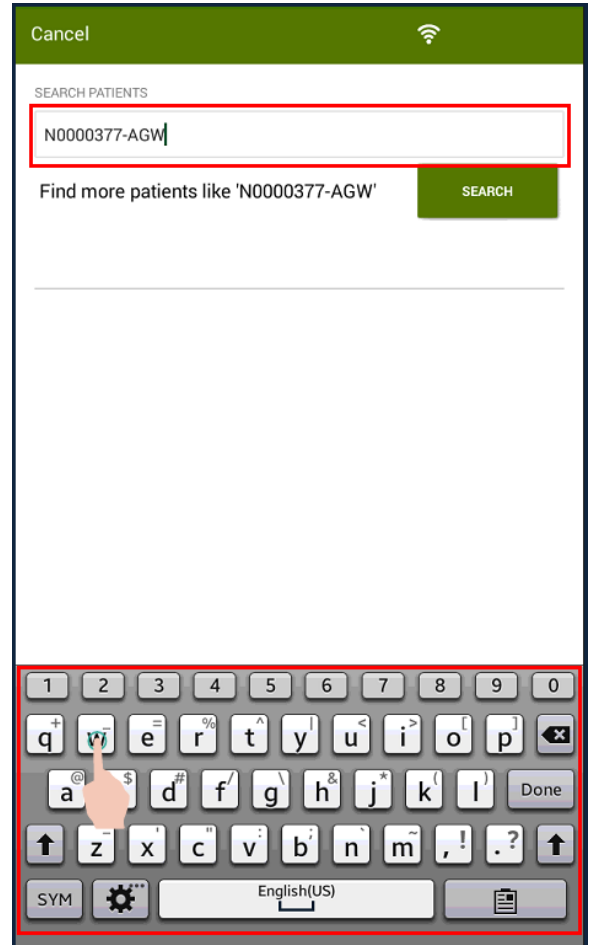 Cancel
SEARCH PATIENTS
N0000377-AGW
Find more patients like 'N0000377-AGW' SEARCH
1 2 3 4 5 6 7 8 9 0
q+ w- e= r% t^ y| u< i> o[ p]
a@ $ d# f/ g\ h& j* k( l) Done
z- x' c" v: b; n` m~ ,! .?
SYM ... English(US)